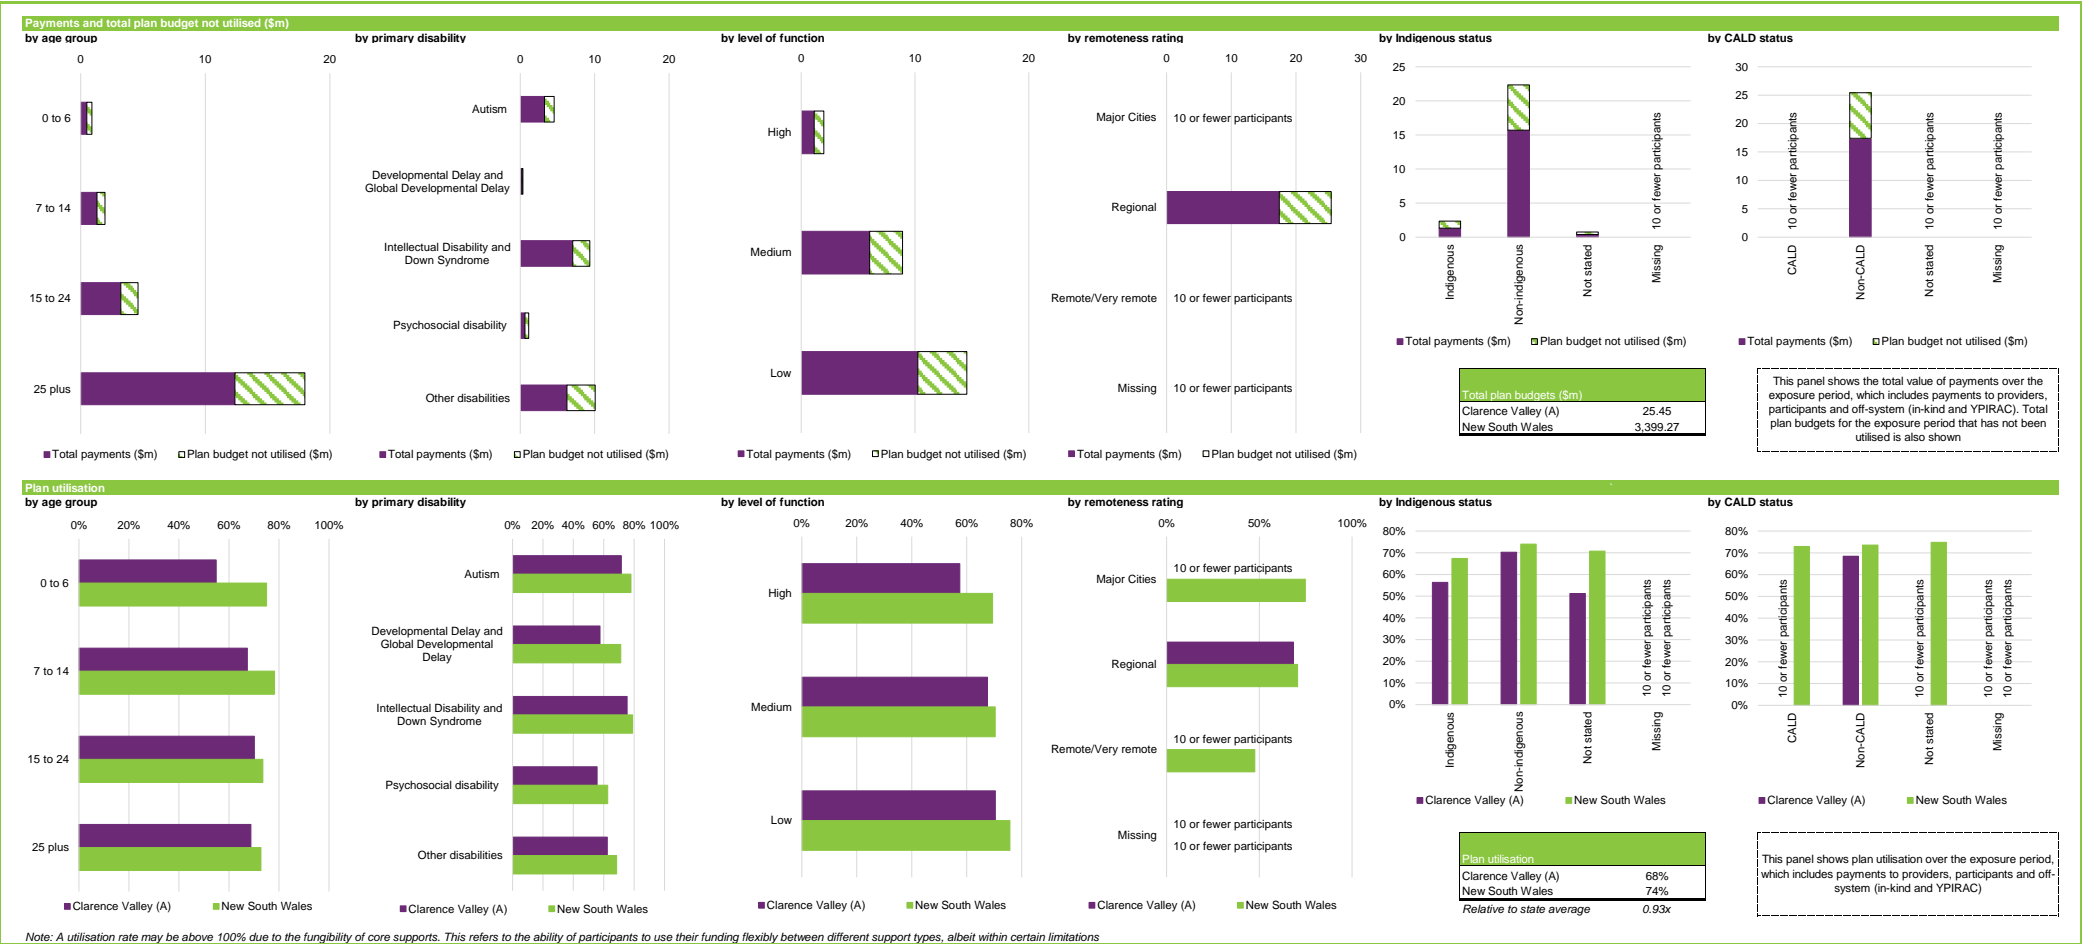 Payments and total plan budget not utilised ($m)
by age group
0 10 20
0 to 6
7 to 14
15 to 24
25 plus
Total payments ($m) Plan budget not utilised ($m)
by primary disability
0 10 20
Autism
Developmental Delay and
Global Developmental Delay
Intellectual Disability and
Down Syndrome
Psychosocial disability
Other disabilities
Total payments ($m) Plan budget not utilised ($m)
by level of function
0 10 20
High
Medium
Low
Total payments ($m) Plan budget not utilised ($m)
by remoteness rating
0 10 20 30
Major Cities 10 or fewer participants
Regional
Remote/Very remote 10 or fewer participants
Missing 10 or fewer participants
Total payments ($m) Plan budget not utilised ($m)
by Indigenous status
25
20
15
10
5
0
10 or fewer participants
Indigenous
Non-indigenous
Not stated
Missing
Total payments ($m) Plan budget not utilised ($m)
by CALD status
30
25
20
15
10
5
0
10 or fewer participants
10 or fewer participants
10 or fewer participants
CALD
Non-CALD
Not stated
Missing
Total payments ($m) Plan budget not utilised ($m)
Total plan budgets ($m)
Clarence Valley (A) 25.45
New South Wales 3,399.27
This panel shows the total value of payments over the
exposure period, which includes payments to providers,
participants and off-system (in-kind and YPIRAC). Total
plan budgets for the exposure period that has not been
utilised is also shown
Plan utilisation
by age group
0% 20% 40% 60% 80% 100%
0 to 6
7 to 14
15 to 24
25 plus
Clarence Valley (A) New South Wales
by primary disability
0% 20% 40% 60% 80% 100%
Autism
Developmental Delay and
Global Developmental
Delay
Intellectual Disability and
Down Syndrome
Psychosocial disability
Other disabilities
Clarence Valley (A) New South Wales
by level of function
0% 20% 40% 60% 80%
High
Medium
Low
Clarence Valley (A) New South Wales
by remoteness rating
0% 50% 100%
10 or fewer participants
Major Cities
Regional
10 or fewer participants
Remote/Very remote
10 or fewer participants
Missing
10 or fewer participants
Clarence Valley (A) New South Wales
by Indigenous status
80%
70%
60%
50%
40%
30%
20%
10%
0%
10 or fewer participants
10 or fewer participants
Indigenous
Non-indigenous
Not stated
Missing
Clarence Valley (A) New South Wales
by CALD status
80%
70%
60%
50%
40%
30%
20%
10%
0%
10 or fewer participants
10 or fewer participants
10 or fewer participants
10 or fewer participants
CALD
Non-CALD
Not stated
Missing
Clarence Valley (A) New South Wales
Plan utilisation
Clarence Valley (A) 68%
New South Wales 74%
Relative to state average 0.93x
This panel shows plan utilisation over the exposure period,
which includes payments to providers, participants and off-
system (in-kind and YPIRAC)
Note: A utilisation rate may be above 100% due to the fungibility of core supports. This refers to the ability of participants to use their funding flexibly between different support types, albeit within certain limitations